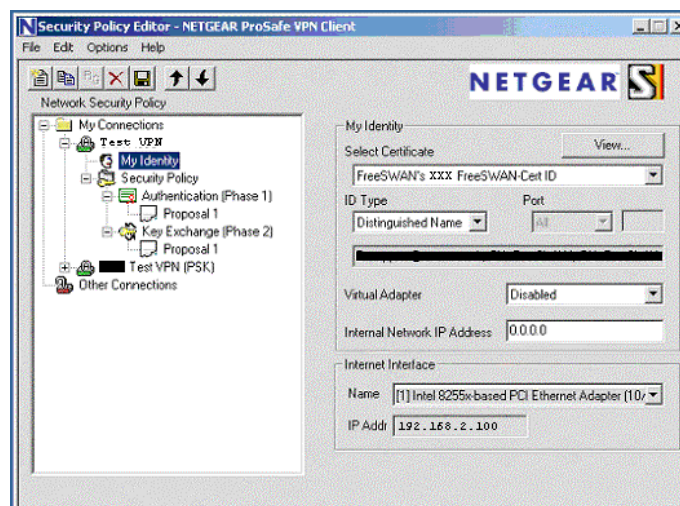 Security Policy Editor - NETGEAR ProSafe VPN Client
File Edit Options Help
NETGEAR
Network Security Policy
My Connections
Test VPN
My Identity
Security Policy
Authentication (Phase 1)
Proposal 1
Key Exchange (Phase 2)
Proposal 1
Test VPN (PSK)
Other Connections
My Identity
Select Certificate
View...
FreeSWAN's XXX FreeSWAN-Cert ID
ID Type Port
Distinguished Name All
Virtual Adapter Disabled
Internal Network IP Address 0.0.0.0
Internet Interface
Name [1] Intel 8255x-based PCI Ethernet Adapter (10/
IP Addr 192.168.2.100